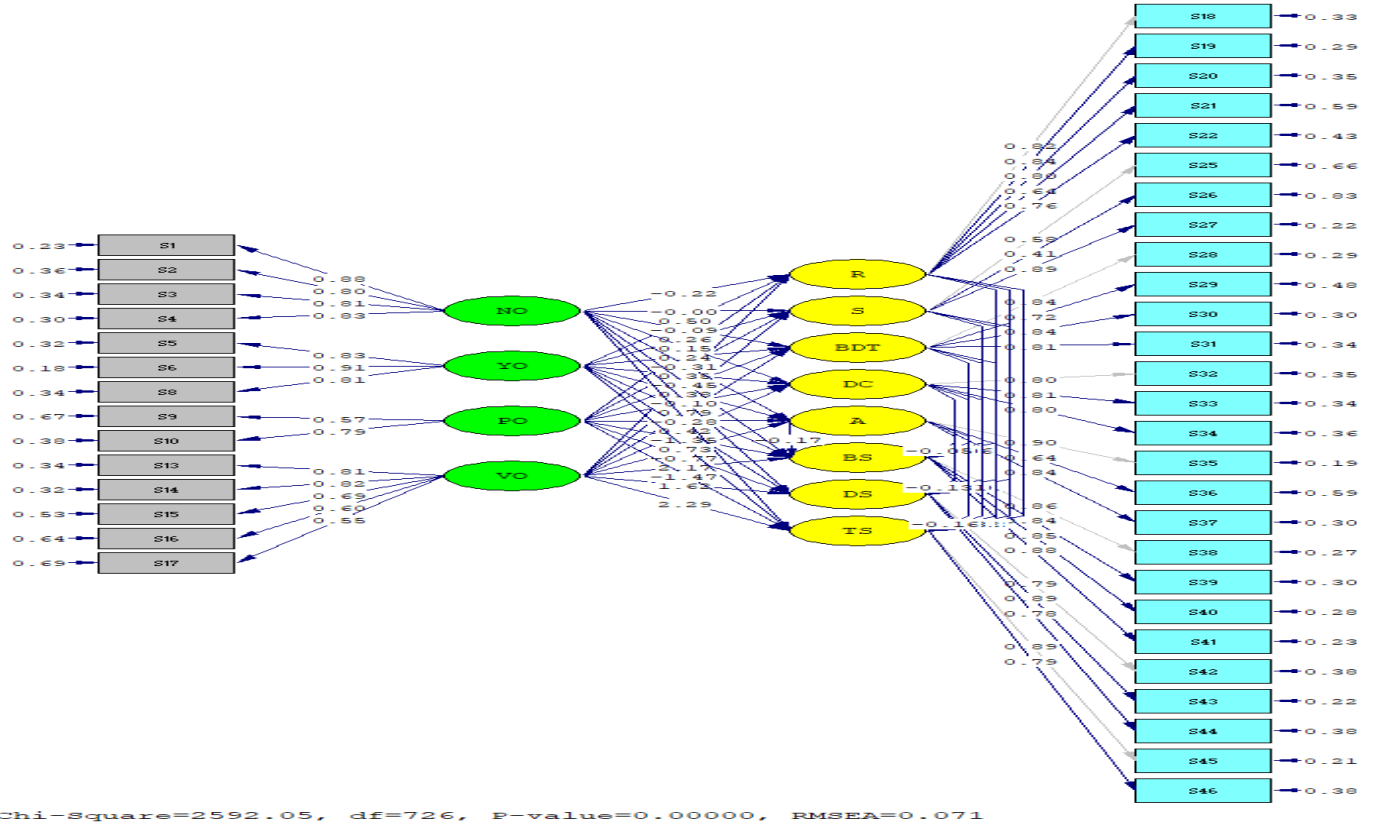 S18 0.33
S19 0.29
S20 0.35
S21 0.59
S22 0.43
S25 0.66
S26 0.83
S27 0.22
S28 0.29
S29 0.48
S30 0.30
S31 0.34
S32 0.35
S33 0.34
S34 0.36
S35 0.19
S36 0.59
S37 0.30
S38 0.27
S39 0.30
S40 0.28
S41 0.23
S42 0.38
S43 0.22
S44 0.38
S45 0.21
S46 0.38
0.23 S1
0.36 S2
0.34 S3
0.30 S4
0.32 S5
0.18 S6
0.34 S8
0.67 S9
0.38 S10
0.34 S13
0.32 S14
0.53 S15
0.64 S16
0.69 S17
0.88
0.80
0.81
0.83
0.83
0.91
0.81
0.57
0.79
0.81
0.82
0.69
0.60
0.55
NO
YO
PO
VO
-0.22
-0.00
0.50
-0.09
0.26
0.24
-0.31
-0.45
0.38
-0.10
0.79
-0.28
0.42
-1.35
0.73
2.17
-1.47
2.29
R
S
BDT
DC
A
BS
DS
TS
-0.17
0.82
0.84
0.80
0.64
0.76
0.58
0.41
0.89
0.84
0.72
0.84
0.81
0.80
0.81
0.80
0.90
0.64
0.84
0.86
0.84
0.85
0.88
0.79
0.89
0.78
0.89
0.79
Chi-Square=2592.05, df=726, P-value=0.00000, RMSEA=0.071